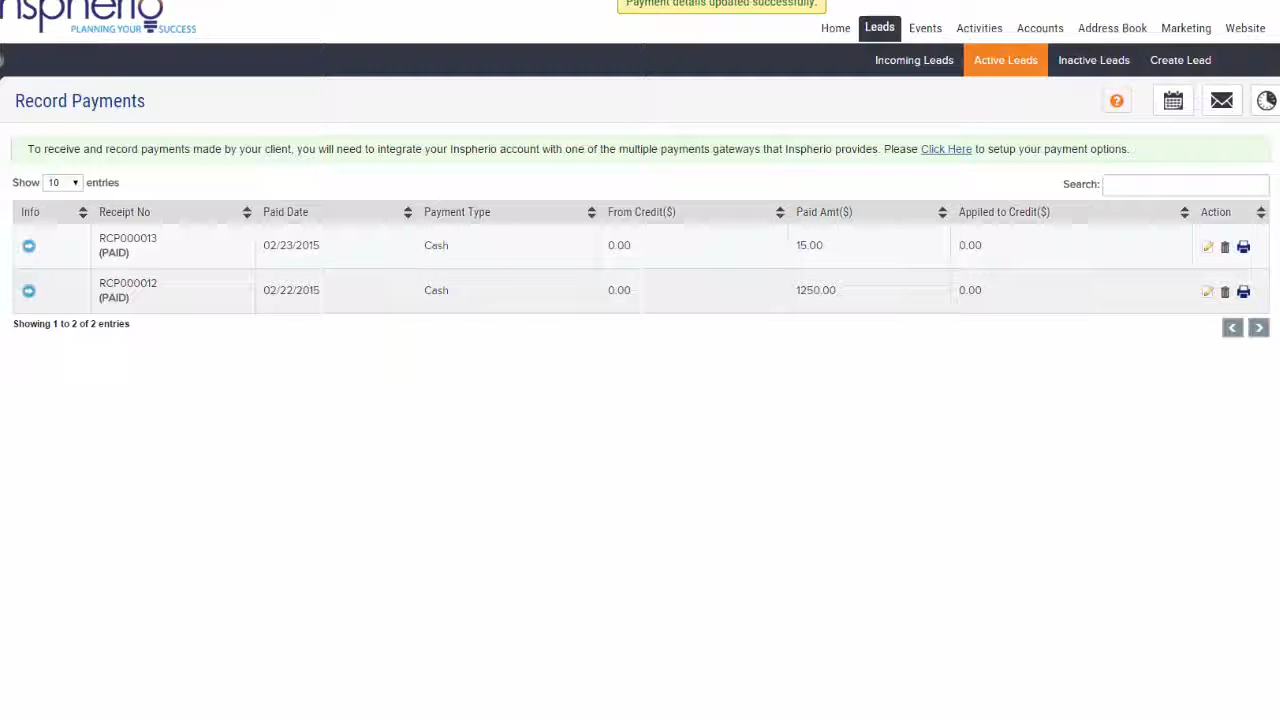 nspherio
PLANNING YOUR SUCCESS
Payment details updated successfully.
Home Leads Events Activities Accounts Address Book Marketing Website
Incoming Leads Active Leads Inactive Leads Create Lead
Record Payments
To receive and record payments made by your client, you will need to integrate your Inspherio account with one of the multiple payments gateways that Inspherio provides. Please Click Here to setup your payment options.
Show 10 entries Search:
Info Receipt No Paid Date Payment Type From Credit($) Paid Amt($) Appiled to Credit($) Action
RCP000013 02/23/2015 Cash 0.00 15.00 0.00
(PAID)
RCP000012 02/22/2015 Cash 0.00 1250.00 0.00
(PAID)
Showing 1 to 2 of 2 entries